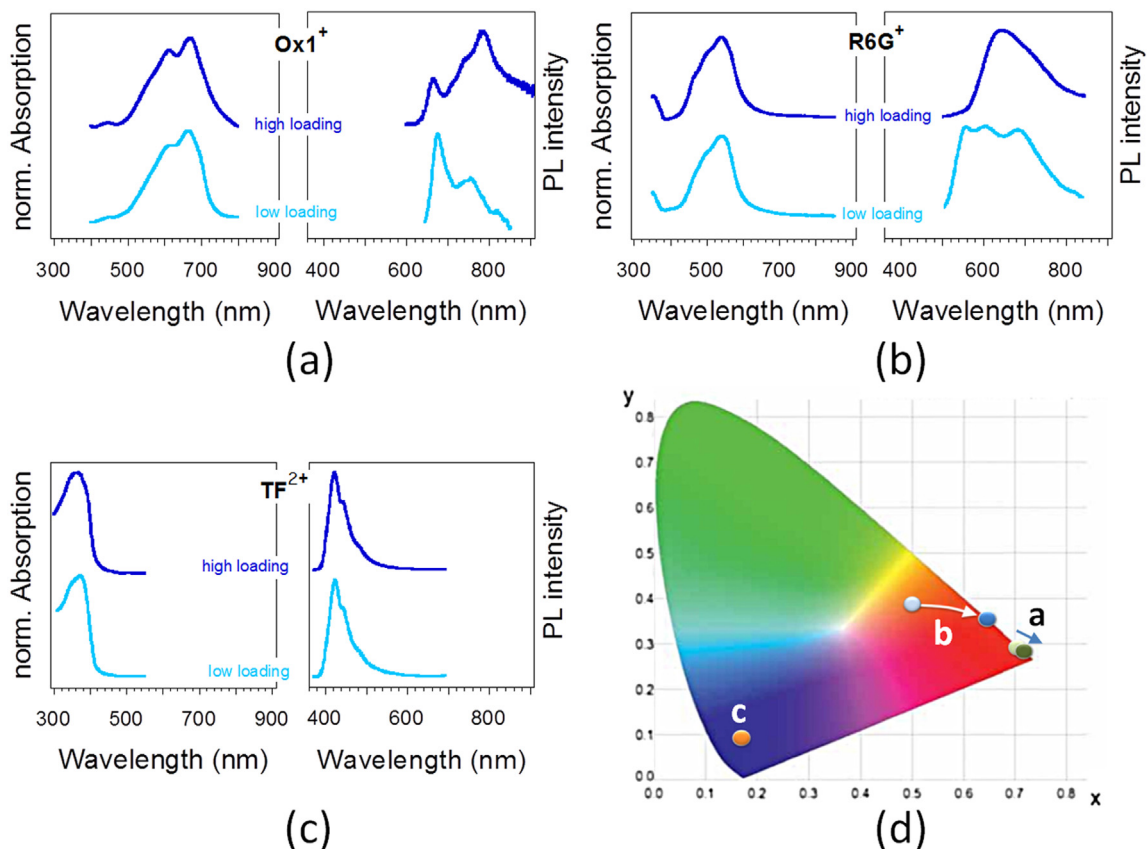 norm. Absorption
Ox1+
high loading
low loading
PL intensity
300 500 700 900
400 600 800
Wavelength (nm) Wavelength (nm)
(a)
norm. Absorption
R6G+
high loading
low loading
PL intensity
300 500 700 900
400 600 800
Wavelength (nm) Wavelength (nm)
(b)
norm. Absorption
TF2+
high loading
low loading
PL intensity
300 500 700 900
400 600 800
Wavelength (nm) Wavelength (nm)
(c)
y
0.8
0.7
0.6
0.5
0.4
0.3
0.2
0.1
0.0
a
b
c
0.0 0.1 0.2 0.3 0.4 0.5 0.6 0.7 0.8
x
(d)